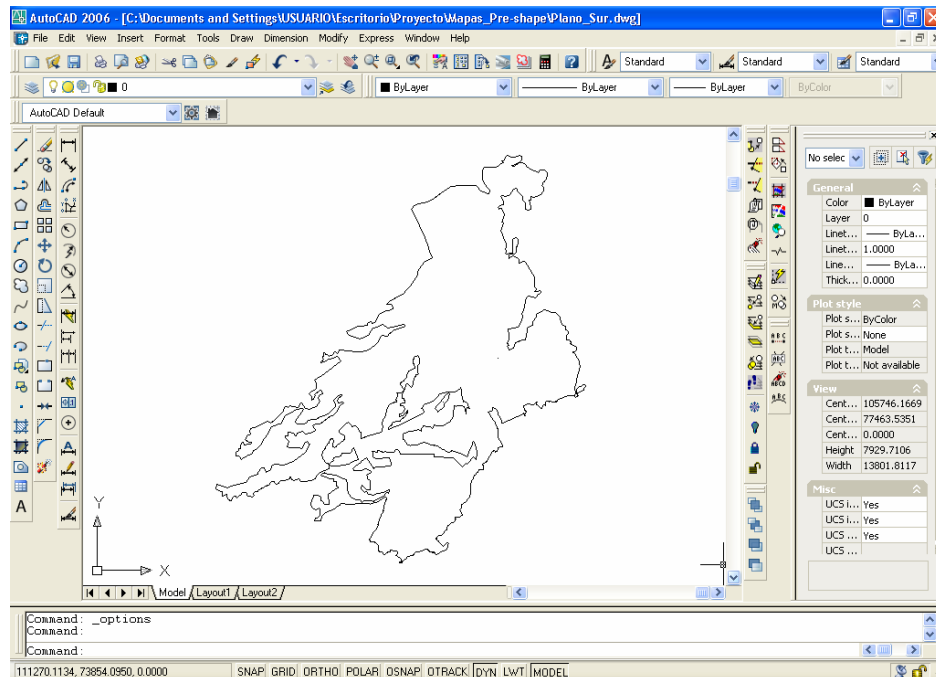 AutoCAD 2006 - [C:\Documents and Settings\USUARIO\Escritorio\Proyecto\Mapas_Pre-shape\Plano_Sur.dwg]
File Edit View Insert Format Tools Draw Dimension Modify Express Window Help
Standard Standard Standard
0 ByLayer ByLayer ByLayer ByColor
AutoCAD Default
No selec
General
Color ByLayer
Layer 0
Linet... ByLa...
Linet... 1.0000
Line... ByLa...
Thick... 0.0000
Plot style
Plot s... ByColor
Plot s... None
Plot t... Model
Plot t... Not available
View
Cent... 105746.1669
Cent... 77463.5351
Cent... 0.0000
Height 7929.7106
Width 13801.8117
Misc
UCS i... Yes
UCS i... Yes
UCS ... Yes
UCS ...
A
Y
X
Model Layout1 Layout2
Command: _options
Command:
Command:
111270.1134, 73854.0950, 0.0000 SNAP GRID ORTHO POLAR OSNAP OTRACK DYN LWT MODEL